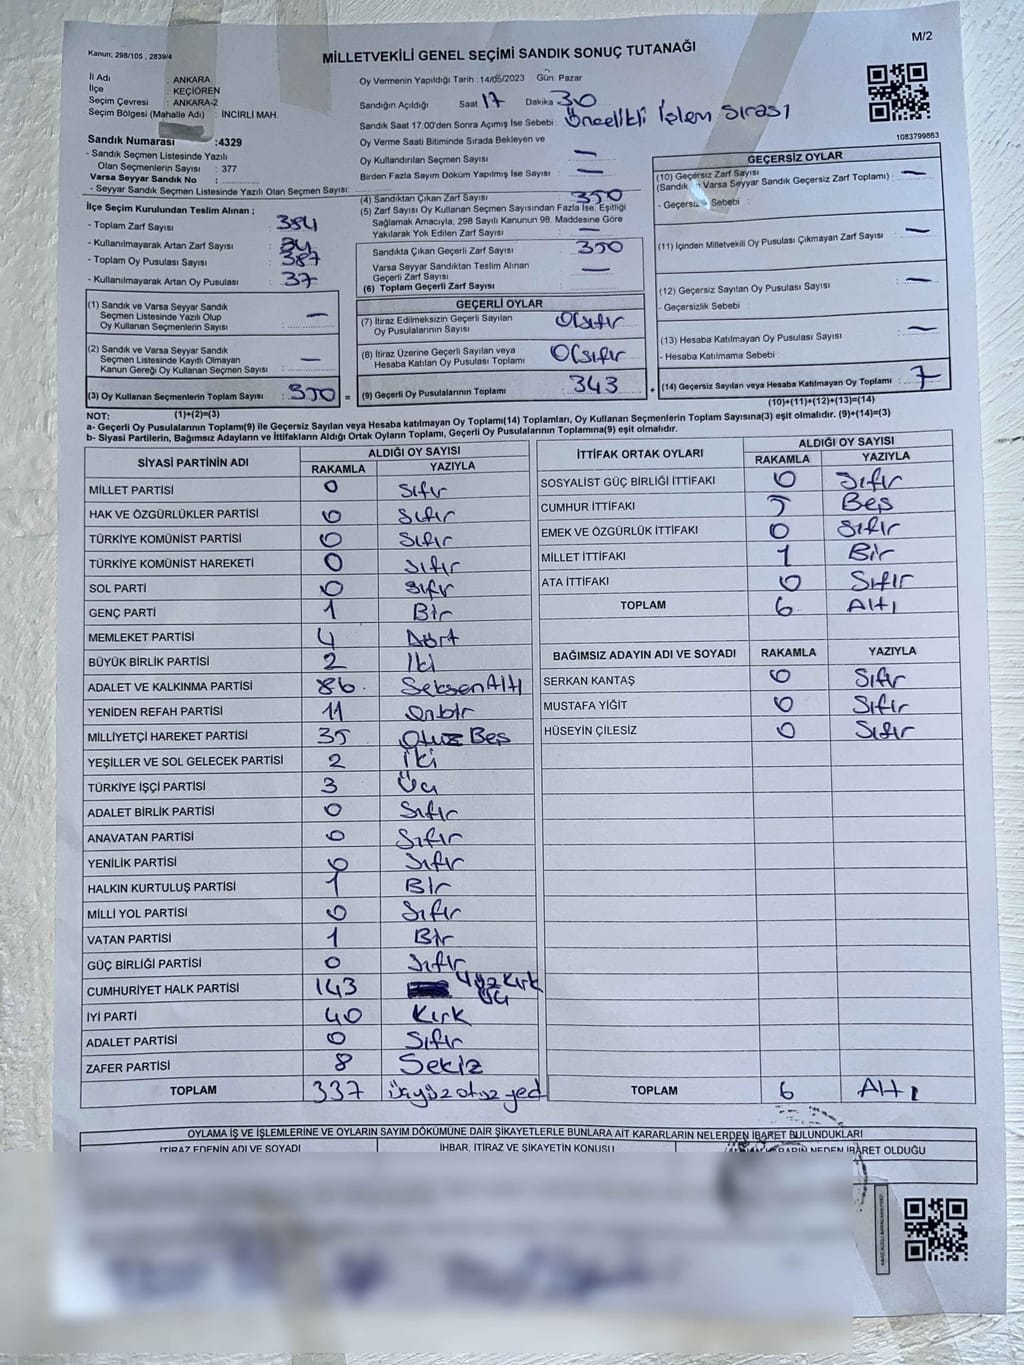 Kanun; 298/105 , 2839/4
MİLLETVEKİLİ GENEL SEÇİMİ SANDIK SONUÇ TUTANAĞI
M/2
İl Adı : ANKARA
İlçe : KEÇİÖREN
Seçim Çevresi : ANKARA-2
Seçim Bölgesi (Mahalle Adı) : İNCİRLİ MAH.
Sandık Numarası :4329
- Sandık Seçmen Listesinde Yazılı
Olan Seçmenlerin Sayısı : 377
Varsa Seyyar Sandık No :
- Seyyar Sandık Seçmen Listesinde Yazılı Olan Seçmen Sayısı:
Oy Vermenin Yapıldığı Tarih : 14/05/2023 Gün: Pazar
Sandığın Açıldığı Saat 17 Dakika 30
Sandık Saat 17:00'den Sonra Açımış İse Sebebi: Öncelikli İşlem Sırası
Oy Verme Saati Bitiminde Sırada Bekleyen ve
Oy Kullandırılan Seçmen Sayısı —
Birden Fazla Sayım Döküm Yapılmış İse Sayısı : —
1083799863
İlçe Seçim Kurulundan Teslim Alınan ;
- Toplam Zarf Sayısı : 384
- Kullanılmayarak Artan Zarf Sayısı : 34
- Toplam Oy Pusulası Sayısı : 387
- Kullanılmayarak Artan Oy Pusulası : 37
(4) Sandıktan Çıkan Zarf Sayısı 350
(5) Zarf Sayısı Oy Kullanan Seçmen Sayısından Fazla İse, Eşitliği
Sağlamak Amacıyla, 298 Sayılı Kanunun 98. Maddesine Göre
Yakılarak Yok Edilen Zarf Sayısı : —
Sandıkta Çıkan Geçerli Zarf Sayısı 350
Varsa Seyyar Sandıktan Teslim Alınan
Geçerli Zarf Sayısı —
(6) Toplam Geçerli Zarf Sayısı :
GEÇERSİZ OYLAR
(10) Geçersiz Zarf Sayısı —
(Sandık Varsa Seyyar Sandık Geçersiz Zarf Toplamı) :
- Geçersiz Sebebi :
(11) İçinden Milletvekili Oy Pusulası Çıkmayan Zarf Sayısı —
(12) Geçersiz Sayılan Oy Pusulası Sayısı —
- Geçersizlik Sebebi :
(13) Hesaba Katılmayan Oy Pusulası Sayısı —
- Hesaba Katılmama Sebebi :
(14) Geçersiz Sayılan veya Hesaba Katılmayan Oy Toplamı : 7
(10)+(11)+(12)+(13)=(14)
(1) Sandık ve Varsa Seyyar Sandık
Seçmen Listesinde Yazılı Olup
Oy Kullanan Seçmenlerin Sayısı : —
(2) Sandık ve Varsa Seyyar Sandık
Seçmen Listesinde Kayıtlı Olmayan
Kanun Gereği Oy Kullanan Seçmen Sayısı : —
(3) Oy Kullanan Seçmenlerin Toplam Sayısı : 350 =
(1)+(2)=(3)
GEÇERLİ OYLAR
(7) İtiraz Edilmeksizin Geçerli Sayılan
Oy Pusulalarının Sayısı 0(sıfır
(8) İtiraz Üzerine Geçerli Sayılan veya
Hesaba Katılan Oy Pusulası Toplamı 0(sıfır
(9) Geçerli Oy Pusulalarının Toplamı 343 +
NOT:
a- Geçerli Oy Pusulalarının Toplamı(9) ile Geçersiz Sayılan veya Hesaba katılmayan Oy Toplamı(14) Toplamları, Oy Kullanan Seçmenlerin Toplam Sayısına(3) eşit olmalıdır. (9)+(14)=(3)
b- Siyasi Partilerin, Bağımsız Adayların ve İttifakların Aldığı Ortak Oyların Toplamı, Geçerli Oy Pusulalarının Toplamına(9) eşit olmalıdır.
SİYASİ PARTİNİN ADI ALDIĞI OY SAYISI
RAKAMLA YAZIYLA
MİLLET PARTİSİ 0 Sıfır
HAK VE ÖZGÜRLÜKLER PARTİSİ 0 Sıfır
TÜRKİYE KOMÜNİST PARTİSİ 0 Sıfır
TÜRKİYE KOMÜNİST HAREKETİ 0 Sıfır
SOL PARTİ 0 Sıfır
GENÇ PARTİ 1 Bir
MEMLEKET PARTİSİ 4 Dört
BÜYÜK BİRLİK PARTİSİ 2 İki
ADALET VE KALKINMA PARTİSİ 86. SeksenAltı
YENİDEN REFAH PARTİSİ 11 Onbir
MİLLİYETÇİ HAREKET PARTİSİ 35 Otuz Beş
YEŞİLLER VE SOL GELECEK PARTİSİ 2 İki
TÜRKİYE İŞÇİ PARTİSİ 3 Üç
ADALET BİRLİK PARTİSİ 0 Sıfır
ANAVATAN PARTİSİ 0 Sıfır
YENİLİK PARTİSİ 0 Sıfır
HALKIN KURTULUŞ PARTİSİ 1 Bir
MİLLİ YOL PARTİSİ 0 Sıfır
VATAN PARTİSİ 1 Bir
GÜÇ BİRLİĞİ PARTİSİ 0 Sıfır
CUMHURİYET HALK PARTİSİ 143 Yüz Kırk Üç
İYİ PARTİ 40 Kırk
ADALET PARTİSİ 0 Sıfır
ZAFER PARTİSİ 8 Sekiz
TOPLAM 337 üçyüz otuz yed
İTTİFAK ORTAK OYLARI ALDIĞI OY SAYISI
RAKAMLA YAZIYLA
SOSYALİST GÜÇ BİRLİĞİ İTTİFAKI 0 Sıfır
CUMHUR İTTİFAKI 5 Beş
EMEK VE ÖZGÜRLÜK İTTİFAKI 0 Sıfır
MİLLET İTTİFAKI 1 Bir
ATA İTTİFAKI 0 Sıfır
TOPLAM 6 Altı
BAĞIMSIZ ADAYIN ADI VE SOYADI RAKAMLA YAZIYLA
SERKAN KANTAŞ 0 Sıfır
MUSTAFA YİĞİT 0 Sıfır
HÜSEYİN ÇİLESİZ 0 Sıfır
TOPLAM 6 Altı
OYLAMA İŞ VE İŞLEMLERİNE VE OYLARIN SAYIM DÖKÜMÜNE DAİR ŞİKAYETLERLE BUNLARA AİT KARARLARIN NELERDEN İBARET BULUNDUKLARI
İTİRAZ EDENİN ADI VE SOYADI İHBAR, İTİRAZ VE ŞİKAYETİN KONUSU NEDEN İBARET OLDUĞU